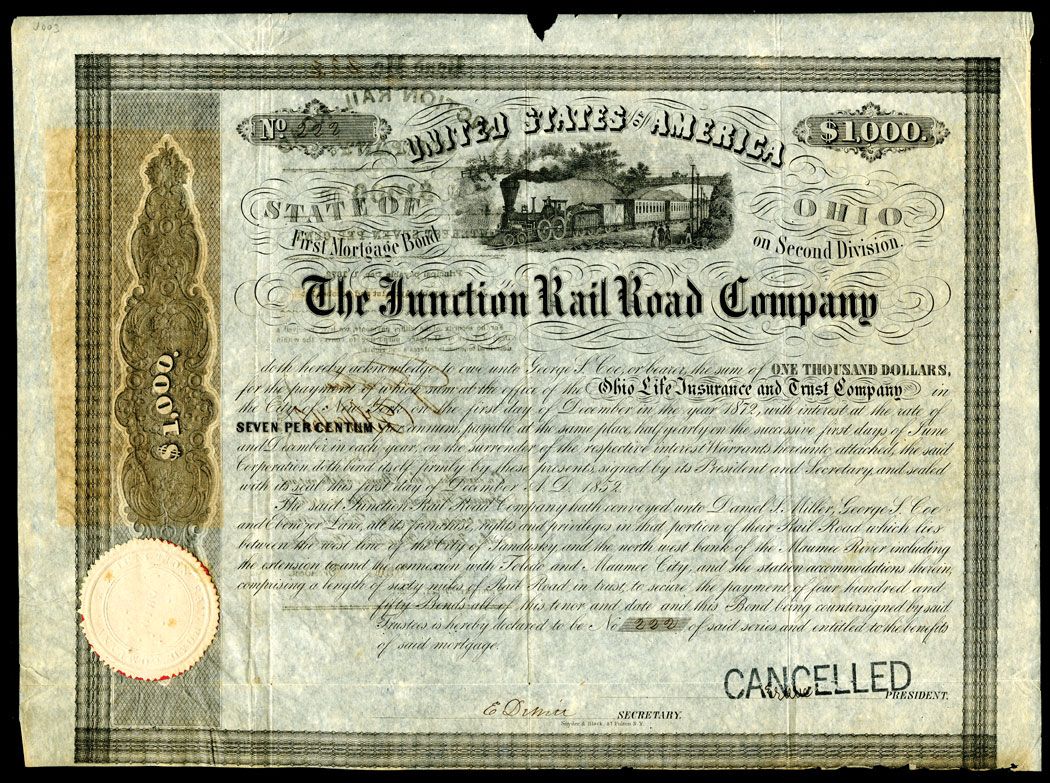 1003
No 222
UNITED STATES OF AMERICA
$1,000.
STATE OF OHIO
First Mortgage Bond on Second Division.
The Junction Rail Road Company
doth hereby acknowledge to owe unto George S. Coe, or bearer, the sum of ONE THOUSAND DOLLARS,
for the payment of which sum at the office of the Ohio Life Insurance and Trust Company in
the City of New York on the first day of December in the year 1872, with interest at the rate of
SEVEN PER CENTUM per annum, payable at the same place, half yearly on the successive first days of June
and December in each year, on the surrender of the respective interest Warrants hereunto attached, the said
Corporation doth bind itself firmly by these presents, signed by its President and Secretary, and sealed
with its seal this first day of December A.D. 1852.
The said Junction Rail Road Company hath conveyed unto Daniel L. Miller, George S. Coe
and Ebenezer Lane, all its franchise, rights and privileges in that portion of their Rail Road which lies
between the west line of the City of Sandusky and the north west bank of the Maumee River including
the extension to and the connexion with Toledo and Maumee City, and the station accommodations therein,
comprising a length of sixty miles of Rail Road in trust, to secure the payment of four hundred and
fifty Bonds all of this tenor and date and this Bond being countersigned by said
Trustees is hereby declared to be No 222 of said series and entitled to the benefits
of said mortgage.
$1,000.
CANCELLED
PRESIDENT.
SECRETARY.
Snyder & Black, 87 Fulton N.Y.